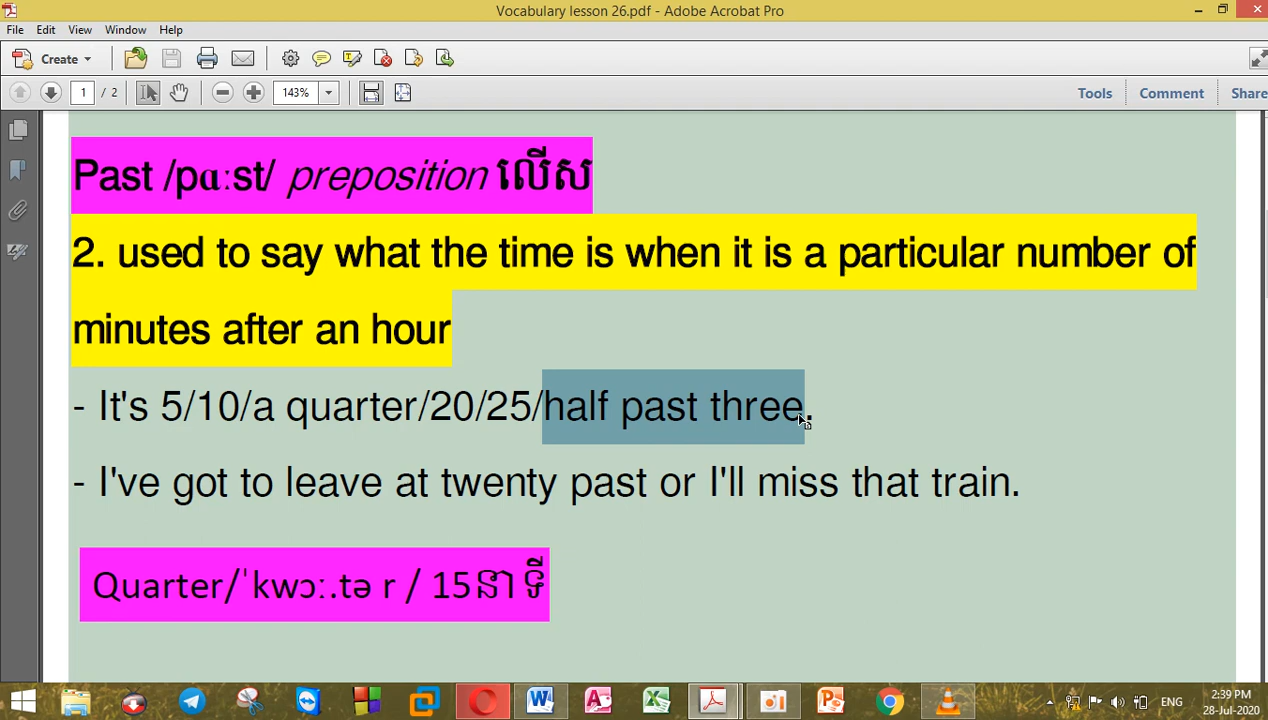 Vocabulary lesson 26.pdf - Adobe Acrobat Pro
File Edit View Window Help
Create
1 / 2 143% Tools Comment Share
Past /pɑːst/ preposition លើស
2. used to say what the time is when it is a particular number of
minutes after an hour
- It's 5/10/a quarter/20/25/half past three.
- I've got to leave at twenty past or I'll miss that train.
Quarter/ˈkwɔː.tə r / 15នាទី
ENG
2:39 PM
28-Jul-2020